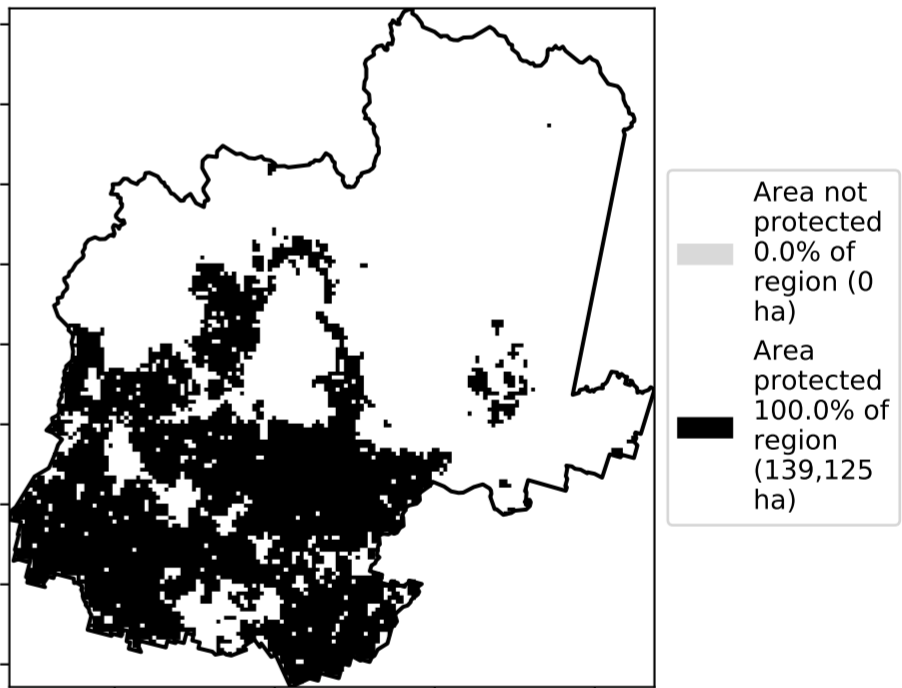 Area not
protected
0.0% of
region (0
ha)
Area
protected
100.0% of
region
(139,125
ha)